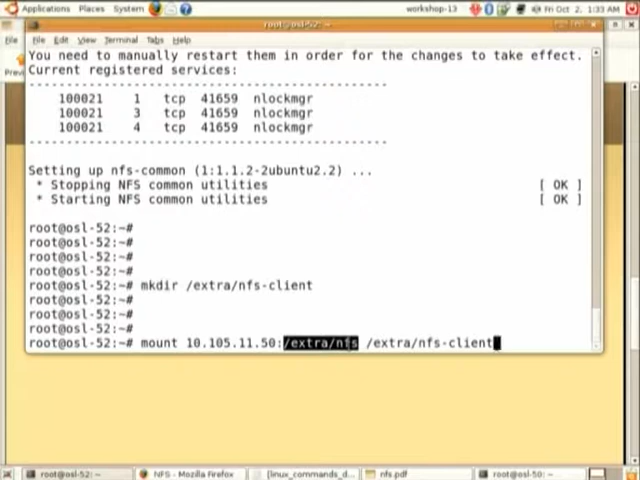 Applications Places System workshop-13 Fri Oct 2, 1:33 AM
root@osl-52: ~
File Edit View Terminal Tabs Help
You need to manually restart them in order for the changes to take effect.
Current registered services:
--------------------------------------------------
100021 1 tcp 41659 nlockmgr
100021 3 tcp 41659 nlockmgr
100021 4 tcp 41659 nlockmgr
--------------------------------------------------
Setting up nfs-common (1:1.1.2-2ubuntu2.2) ...
* Stopping NFS common utilities [ OK ]
* Starting NFS common utilities [ OK ]
root@osl-52:~#
root@osl-52:~#
root@osl-52:~#
root@osl-52:~#
root@osl-52:~# mkdir /extra/nfs-client
root@osl-52:~#
root@osl-52:~#
root@osl-52:~#
root@osl-52:~# mount 10.105.11.50:/extra/nfs /extra/nfs-client
root@osl-52: ~ NFS - Mozilla Firefox [linux_commands_d... nfs.pdf root@osl-50: ~